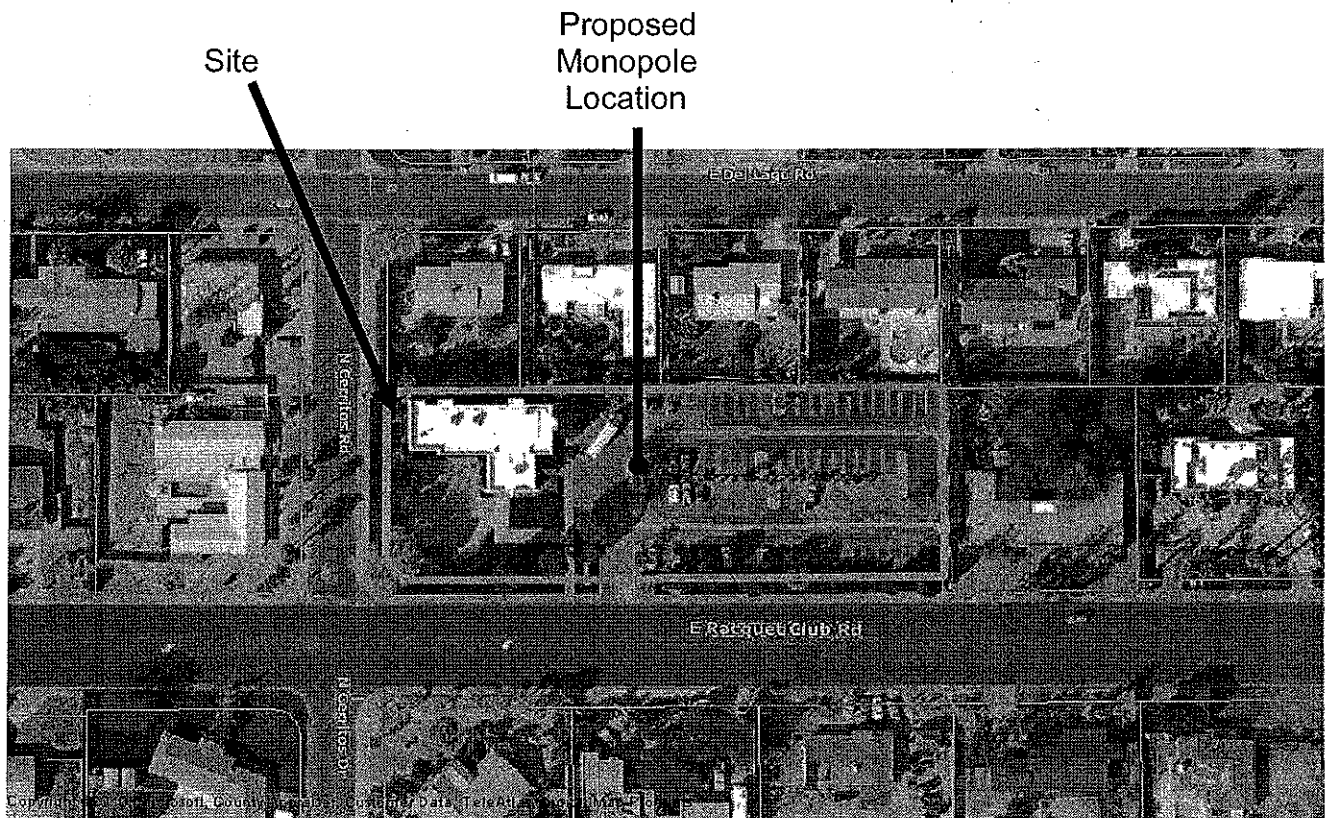 Site
Proposed
Monopole
Location
E Del Lago Rd
N Cerritos Rd
E Racquet Club Rd
N Cerritos Dr